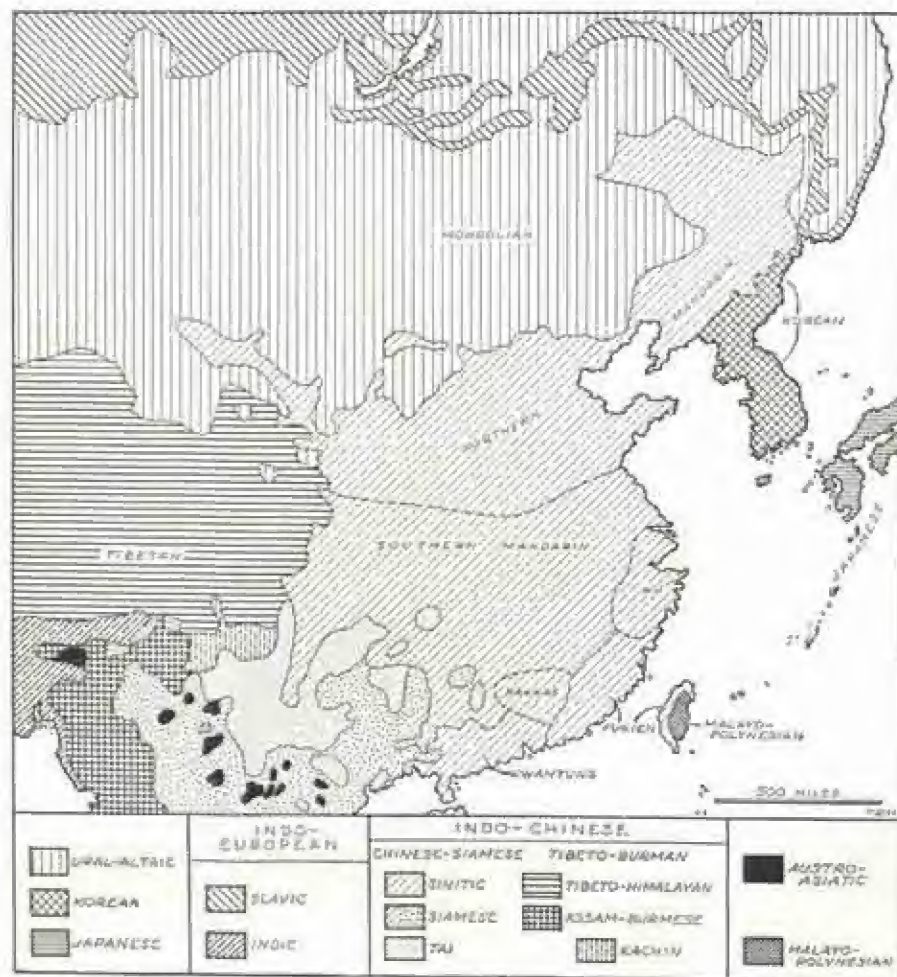 MONGOLIAN
MANDARIN
KOREAN
NORTHERN
JAPANESE
TIBETAN
SOUTHERN MANDARIN
WU
HAKKAS
FUKIEN
MALAYO-
POLYNESIAN
KWANTUNG
500 MILES
INDO-
EUROPEAN
INDO-CHINESE
CHINESE-SIAMESE
TIBETO-BURMAN
URAL-ALTAIC
KOREAN
JAPANESE
SLAVIC
INDIC
SINITIC
SIAMESE
TAI
TIBETO-HIMALAYAN
ASSAM-BURMESE
KACHIN
AUSTRO-
ASIATIC
MALAYO-
POLYNESIAN